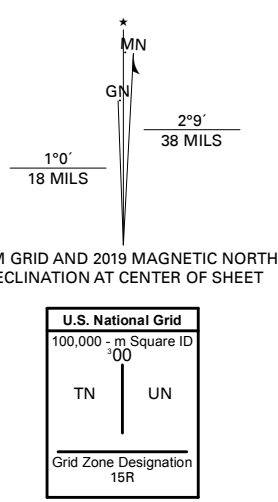 ★
MN
GN
2°9´
38 MILS
1°0´
18 MILS
M GRID AND 2019 MAGNETIC NORTH
ECLINATION AT CENTER OF SHEET
U.S. National Grid
100,000 - m Square ID
³00
TN UN
Grid Zone Designation
15R